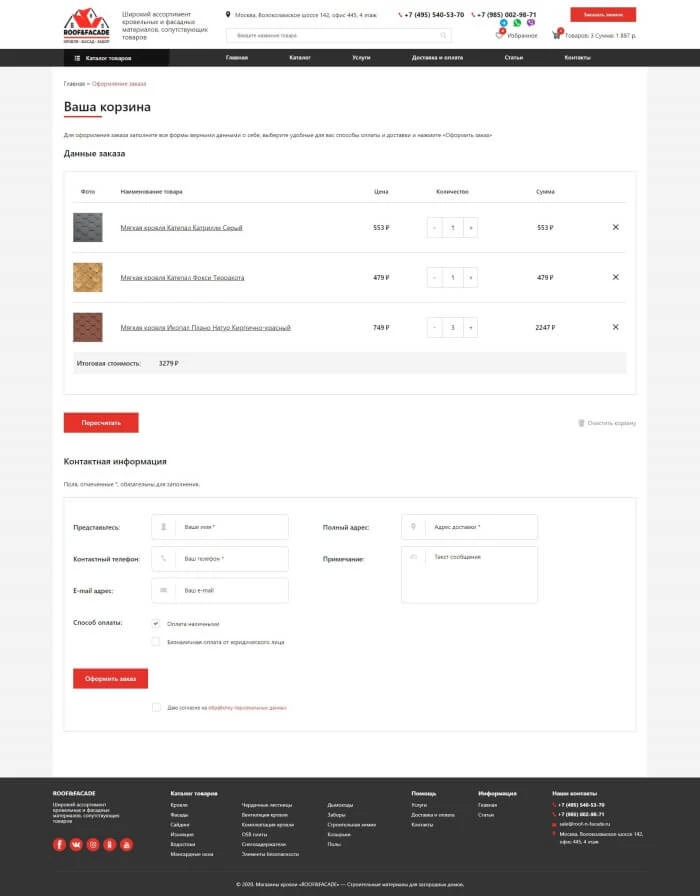 ROOF&FACADE
КРОВЛЯ · ФАСАД · ЗАБОР
Широкий ассортимент
кровельных и фасадных
материалов, сопутствующих
товаров
Москва, Волоколамское шоссе 142, офис 445, 4 этаж
+7 (495) 540-53-70
+7 (985) 002-98-71
Заказать звонок
Введите название товара
Избранное
Товаров: 3 Сумма: 1 887 р.
Каталог товаров
Главная
Каталог
Услуги
Доставка и оплата
Статьи
Контакты
Главная » Оформление заказа
Ваша корзина
Для оформления заказа заполните все формы верными данными о себе, выберите удобные для вас способы оплаты и доставки и нажмите «Оформить заказ»
Данные заказа
Фото Наименование товара Цена Количество Сумма
Мягкая кровля Катепал Катрилли Серый 553 ₽ - 1 + 553 ₽
Мягкая кровля Катепал Фокси Терракота 479 ₽ - 1 + 479 ₽
Мягкая кровля Икопал Плано Натур Кирпично-красный 749 ₽ - 3 + 2247 ₽
Итоговая стоимость: 3279 ₽
Пересчитать
Очистить корзину
Контактная информация
Поля, отмеченные *, обязательны для заполнения.
Представьтесь: Ваше имя *
Полный адрес: Адрес доставки *
Контактный телефон: Ваш телефон *
Примечание: Текст сообщения
E-mail адрес: Ваш e-mail
Способ оплаты: Оплата наличными
Безналичная оплата от юридического лица
Оформить заказ
Даю согласие на обработку персональных данных
ROOF&FACADE
Широкий ассортимент
кровельных и фасадных
материалов, сопутствующих
товаров
Каталог товаров
Кровля
Фасады
Сайдинг
Изоляция
Водостоки
Мансардные окна
Чердачные лестницы
Вентиляция кровли
Комплектация кровли
OSB плиты
Снегозадержатели
Элементы безопасности
Дымоходы
Заборы
Строительная химия
Козырьки
Полы
Помощь
Услуги
Доставка и оплата
Контакты
Информация
Главная
Статьи
Наши контакты
+7 (495) 540-53-70
+7 (985) 002-98-71
sale@roof-n-facade.ru
Москва, Волоколамское шоссе 142,
офис 445, 4 этаж
© 2020. Магазины кровли «ROOF&FACADE» — Строительные материалы для загородных домов.